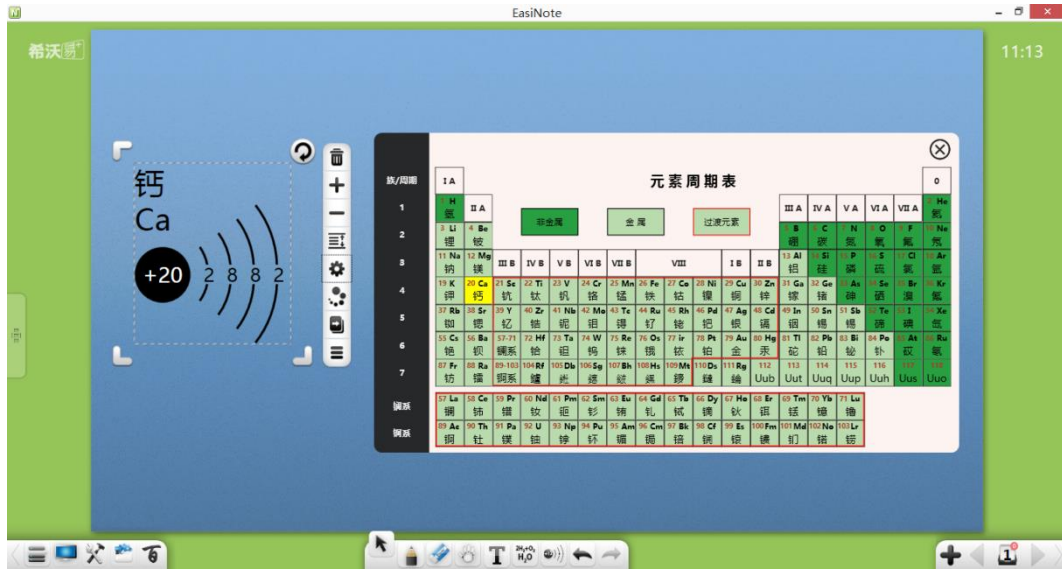 EasiNote
希沃易+
11:13
钙
Ca
+20 2 8 8 2
元素周期表
族/周期 I A 0
1 1 H II A 非金属 金属 过渡元素 III A IV A V A VI A VII A 2 He
氢 氦
2 3 Li 4 Be 5 B 6 C 7 N 8 O 9 F 10 Ne
锂 铍 硼 碳 氮 氧 氟 氖
3 11 Na 12 Mg III B IV B V B VI B VII B VIII I B II B 13 Al 14 Si 15 P 16 S 17 Cl 18 Ar
钠 镁 铝 硅 磷 硫 氯 氩
4 19 K 20 Ca 21 Sc 22 Ti 23 V 24 Cr 25 Mn 26 Fe 27 Co 28 Ni 29 Cu 30 Zn 31 Ga 32 Ge 33 As 34 Se 35 Br 36 Kr
钾 钙 钪 钛 钒 铬 锰 铁 钴 镍 铜 锌 镓 锗 砷 硒 溴 氪
5 37 Rb 38 Sr 39 Y 40 Zr 41 Nb 42 Mo 43 Tc 44 Ru 45 Rh 46 Pd 47 Ag 48 Cd 49 In 50 Sn 51 Sb 52 Te 53 I 54 Xe
铷 锶 钇 锆 铌 钼 锝 钌 铑 钯 银 镉 铟 锡 碲 碘 氙
6 55 Cs 56 Ba 57-71 72 Hf 73 Ta 74 W 75 Re 76 Os 77 ir 78 Pt 79 Au 80 Hg 81 Tl 82 Pb 83 Bi 84 Po 85 At 86 Rn
铯 钡 镧系 铪 钽 钨 铼 锇 铱 铂 金 汞 铊 铅 铋 钋 砹 氡
7 87 Fr 88 Ra 89-103 104 Rf 105 Db 106 Sg 107 Bh 108 Hs 109 Mt 110 Ds 111 Rg 112 113 114 115 116 117 118
钫 镭 锕系 Uub Uut Uuq Uup Uuh Uus Uuo
镧系 57 La 58 Ce 59 Pr 60 Nd 61 Pm 62 Sm 63 Eu 64 Gd 65 Tb 66 Dy 67 Ho 68 Er 69 Tm 70 Yb 71 Lu
镧 铈 镨 钕 钷 钐 铕 钆 铽 镝 钬 铒 铥 镱 镥
锕系 89 Ac 90 Th 91 Pa 92 U 93 Np 94 Pu 95 Am 96 Cm 97 Bk 98 Cf 99 Es 100 Fm 101 Md 102 No 103 Lr
锕 钍 镤 铀 镎 钚 镅 锔 锫 锎 锿 镄 钔 锘 铹
T
2H₂+O₂
H₂O
1